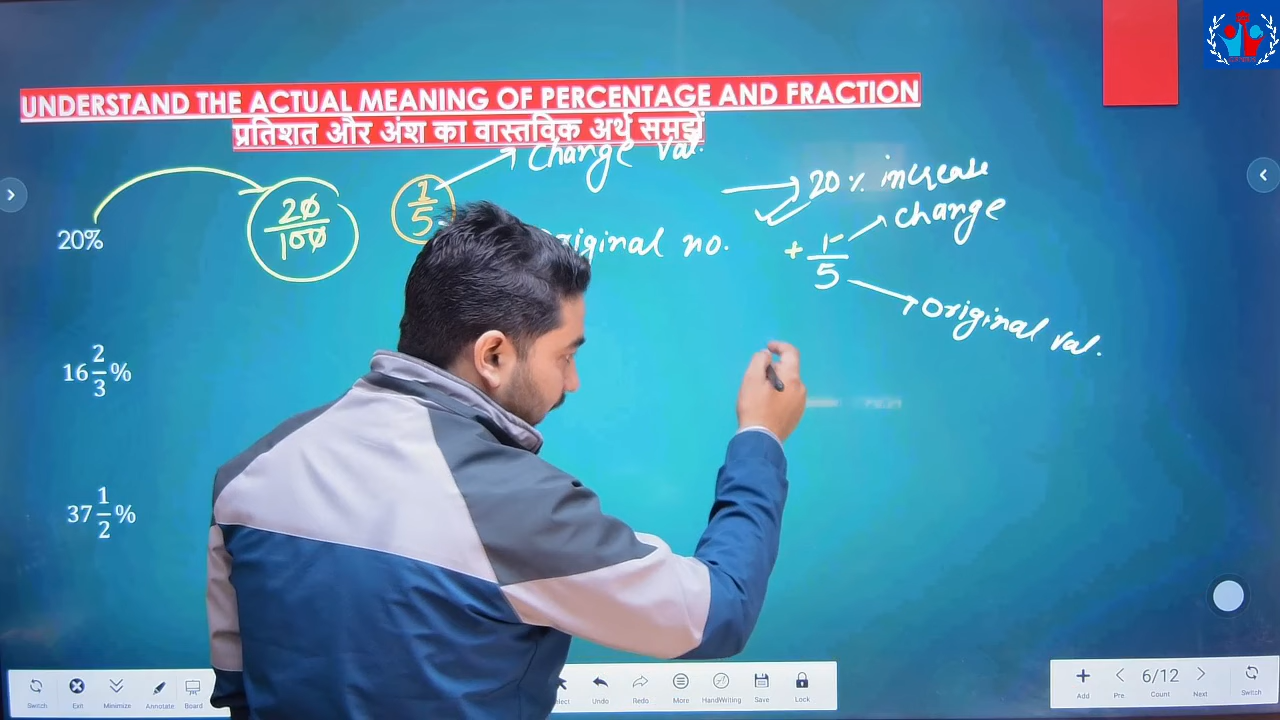 UNDERSTAND THE ACTUAL MEANING OF PERCENTAGE AND FRACTION
प्रतिशत और अंश का वास्तविक अर्थ समझें
change val.
20% increase
20%
20/100
1/5
original no.
+ 1/5
change
original val.
16 2/3 %
37 1/2 %
Switch
Exit
Minimize
Annotate
Board
Undo
Redo
More
HandWriting
Save
Lock
Add
Pre.
6/12
Count
Next
Switch